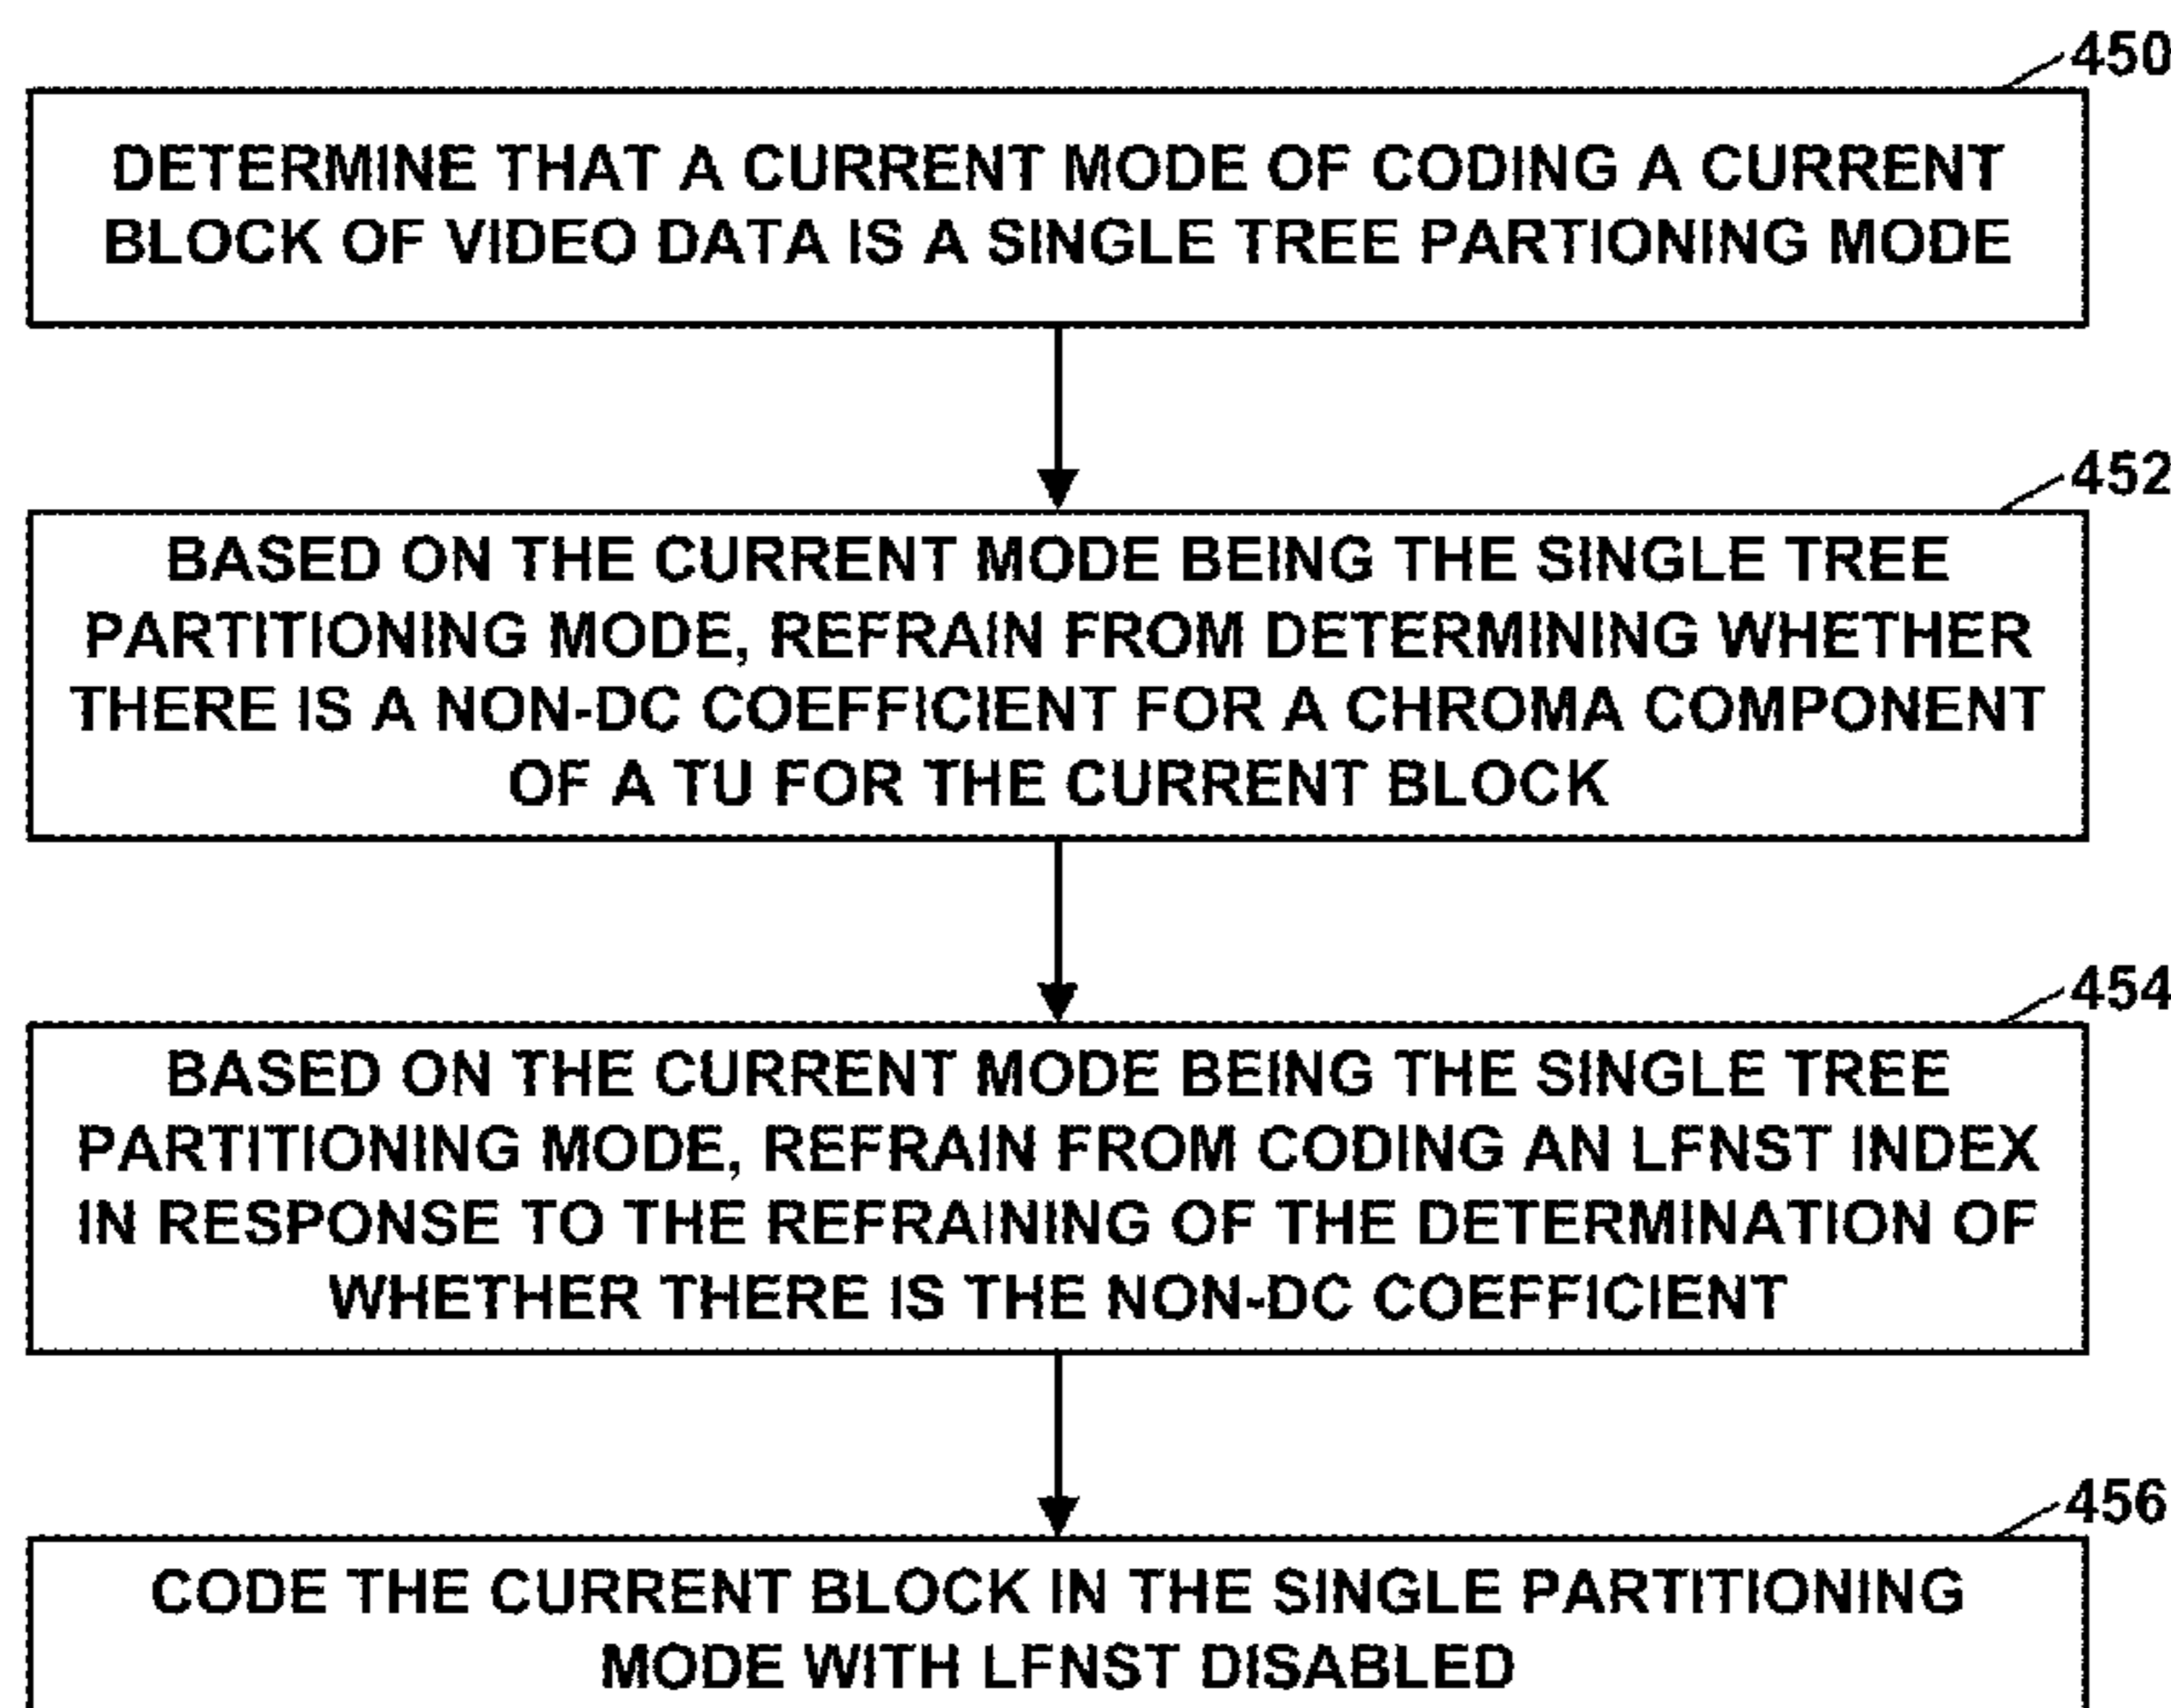 450
DETERMINE THAT A CURRENT MODE OF CODING A CURRENT
BLOCK OF VIDEO DATA IS A SINGLE TREE PARTIONING MODE
452
BASED ON THE CURRENT MODE BEING THE SINGLE TREE
PARTITIONING MODE, REFRAIN FROM DETERMINING WHETHER
THERE IS A NON-DC COEFFICIENT FOR A CHROMA COMPONENT
OF A TU FOR THE CURRENT BLOCK
454
BASED ON THE CURRENT MODE BEING THE SINGLE TREE
PARTITIONING MODE, REFRAIN FROM CODING AN LFNST INDEX
IN RESPONSE TO THE REFRAINING OF THE DETERMINATION OF
WHETHER THERE IS THE NON-DC COEFFICIENT
456
CODE THE CURRENT BLOCK IN THE SINGLE PARTITIONING
MODE WITH LFNST DISABLED